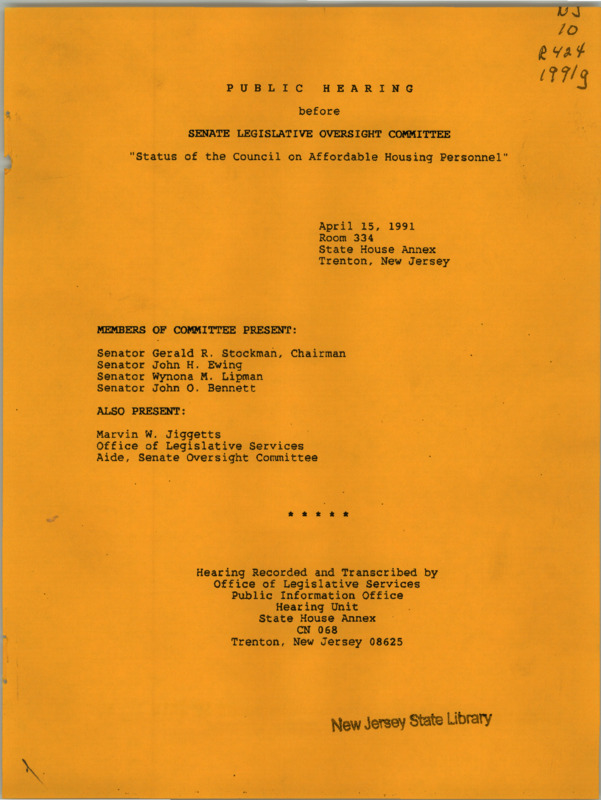 NJ
10
R424
1991g
PUBLIC HEARING
before
SENATE LEGISLATIVE OVERSIGHT COMMITTEE
"Status of the Council on Affordable Housing Personnel"
April 15, 1991
Room 334
State House Annex
Trenton, New Jersey
MEMBERS OF COMMITTEE PRESENT:
Senator Gerald R. Stockman, Chairman
Senator John H. Ewing
Senator Wynona M. Lipman
Senator John O. Bennett
ALSO PRESENT:
Marvin W. Jiggetts
Office of Legislative Services
Aide, Senate Oversight Committee
* * * * *
Hearing Recorded and Transcribed by
Office of Legislative Services
Public Information Office
Hearing Unit
State House Annex
CN 068
Trenton, New Jersey 08625
New Jersey State Library